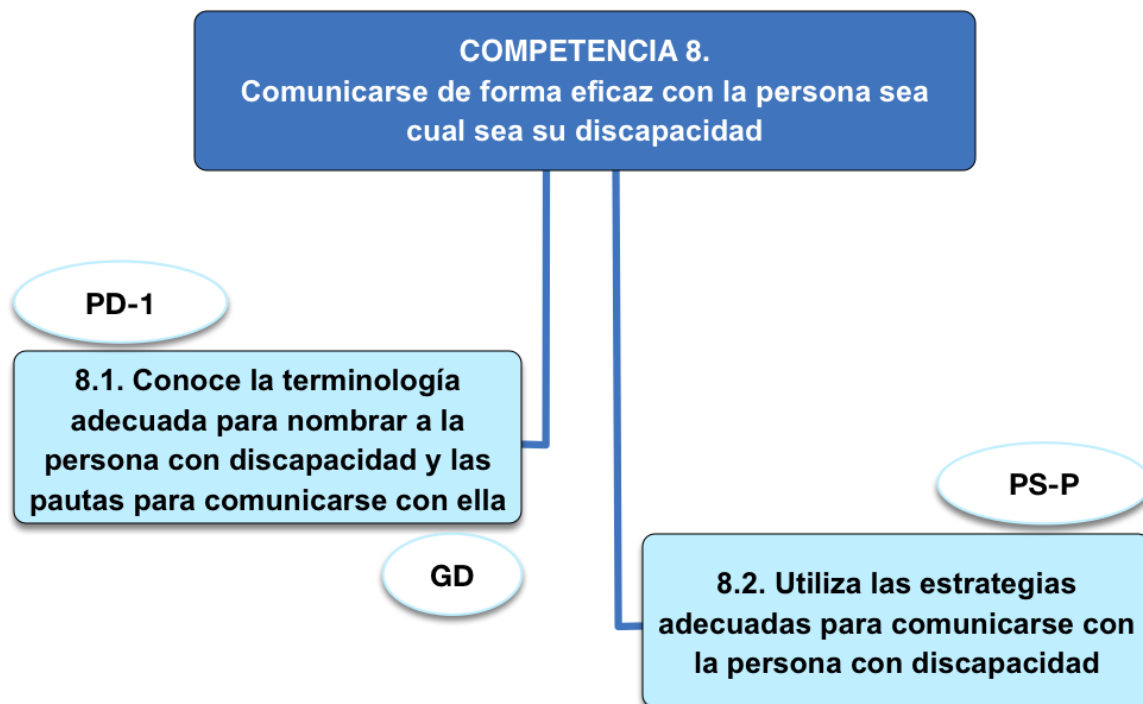 COMPETENCIA 8.
Comunicarse de forma eficaz con la persona sea
cual sea su discapacidad
PD-1
8.1. Conoce la terminología
adecuada para nombrar a la
persona con discapacidad y las
pautas para comunicarse con ella
GD
PS-P
8.2. Utiliza las estrategias
adecuadas para comunicarse con
la persona con discapacidad